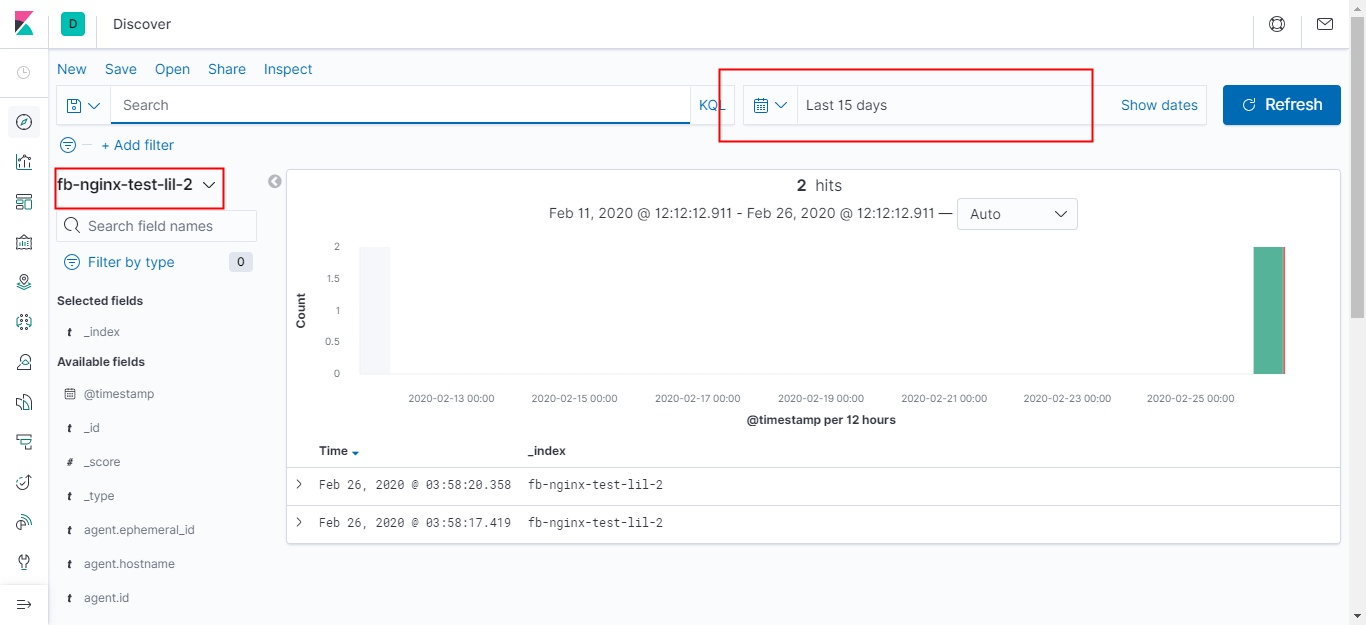 D Discover
New Save Open Share Inspect
Search KQL Last 15 days Show dates Refresh
+ Add filter
fb-nginx-test-lil-2
Search field names
Filter by type 0
Selected fields
t _index
Available fields
@timestamp
t _id
# _score
t _type
t agent.ephemeral_id
t agent.hostname
t agent.id
2 hits
Feb 11, 2020 @ 12:12:12.911 - Feb 26, 2020 @ 12:12:12.911 — Auto
Count
2
1.5
1
0.5
0
2020-02-13 00:00 2020-02-15 00:00 2020-02-17 00:00 2020-02-19 00:00 2020-02-21 00:00 2020-02-23 00:00 2020-02-25 00:00
@timestamp per 12 hours
Time _index
Feb 26, 2020 @ 03:58:20.358 fb-nginx-test-lil-2
Feb 26, 2020 @ 03:58:17.419 fb-nginx-test-lil-2